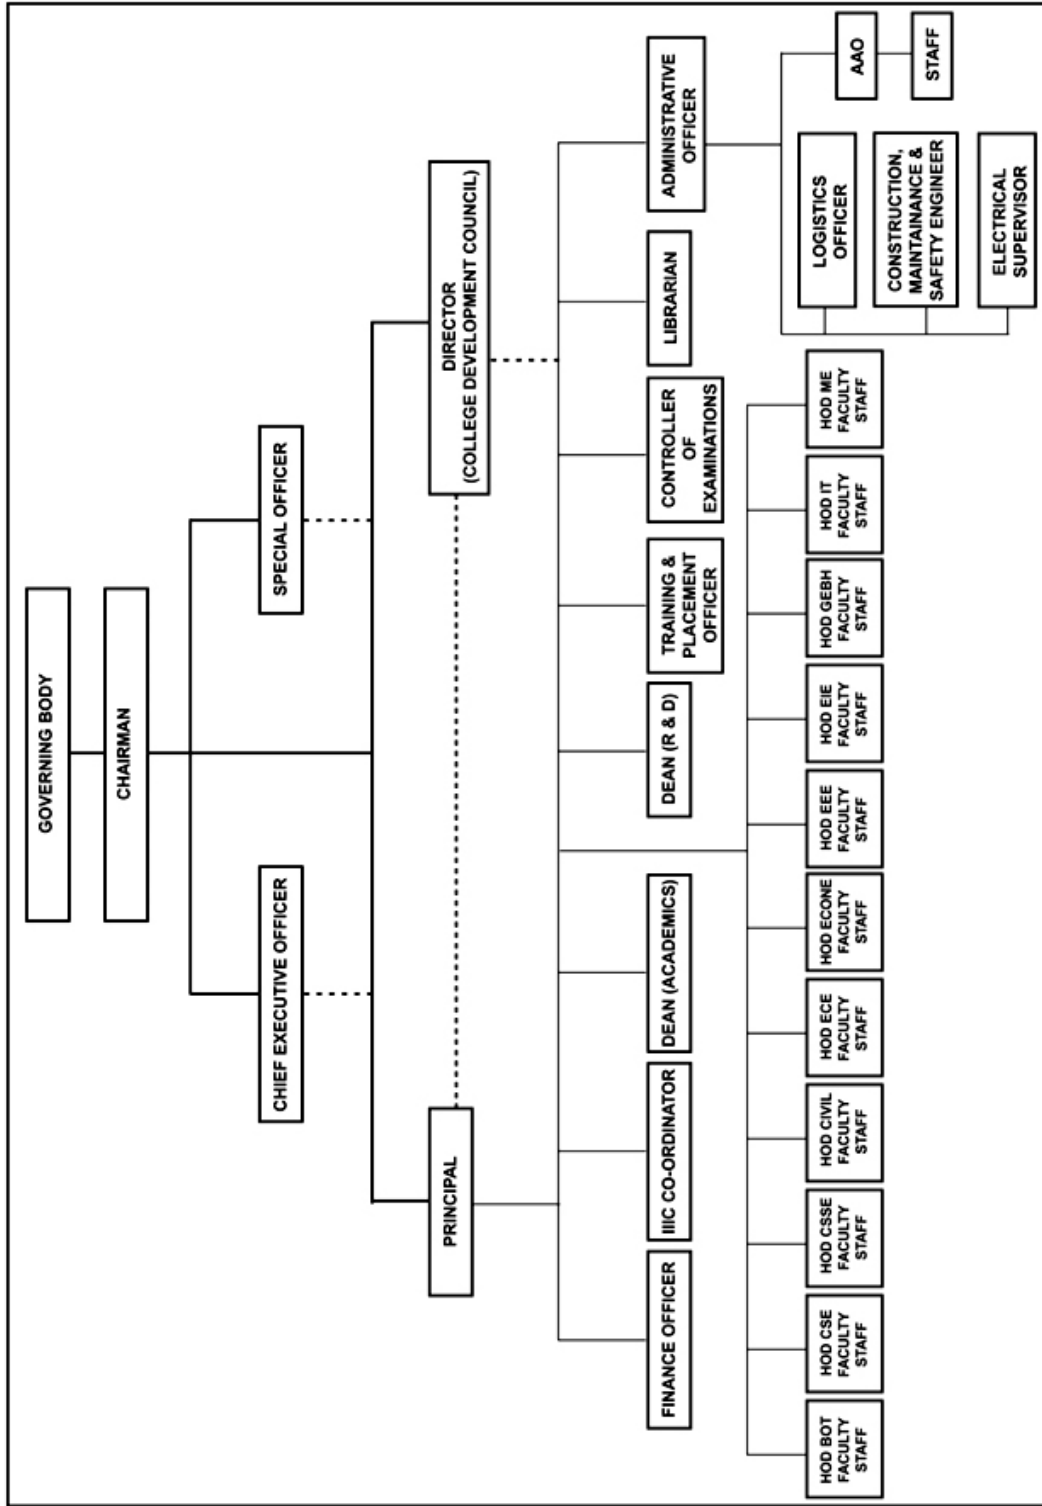 GOVERNING BODY
CHAIRMAN
CHIEF EXECUTIVE OFFICER
SPECIAL OFFICER
PRINCIPAL
DIRECTOR
(COLLEGE DEVELOPMENT COUNCIL)
FINANCE OFFICER
IIIC CO-ORDINATOR
DEAN (ACADEMICS)
DEAN (R & D)
TRAINING &
PLACEMENT
OFFICER
CONTROLLER
OF
EXAMINATIONS
LIBRARIAN
ADMINISTRATIVE
OFFICER
HOD BOT
FACULTY
STAFF
HOD CSE
FACULTY
STAFF
HOD CSSE
FACULTY
STAFF
HOD CIVIL
FACULTY
STAFF
HOD ECE
FACULTY
STAFF
HOD ECONE
FACULTY
STAFF
HOD EEE
FACULTY
STAFF
HOD EIE
FACULTY
STAFF
HOD GEBH
FACULTY
STAFF
HOD IT
FACULTY
STAFF
HOD ME
FACULTY
STAFF
LOGISTICS
OFFICER
CONSTRUCTION,
MAINTAINANCE &
SAFETY ENGINEER
ELECTRICAL
SUPERVISOR
AAO
STAFF